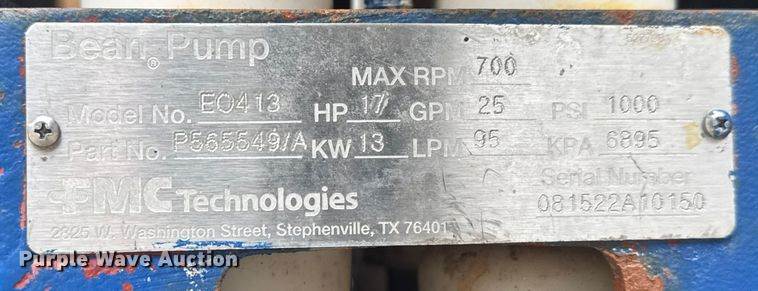 Bean® Pump
MAX RPM 700
Model No. EO413 HP 17 GPM 25 PSI 1000
Part No. P565549/A KW 13 LPM 95 KPA 6895
FMC Technologies Serial Number
2825 W. Washington Street, Stephenville, TX 76401 081522A10150
Purple Wave Auction